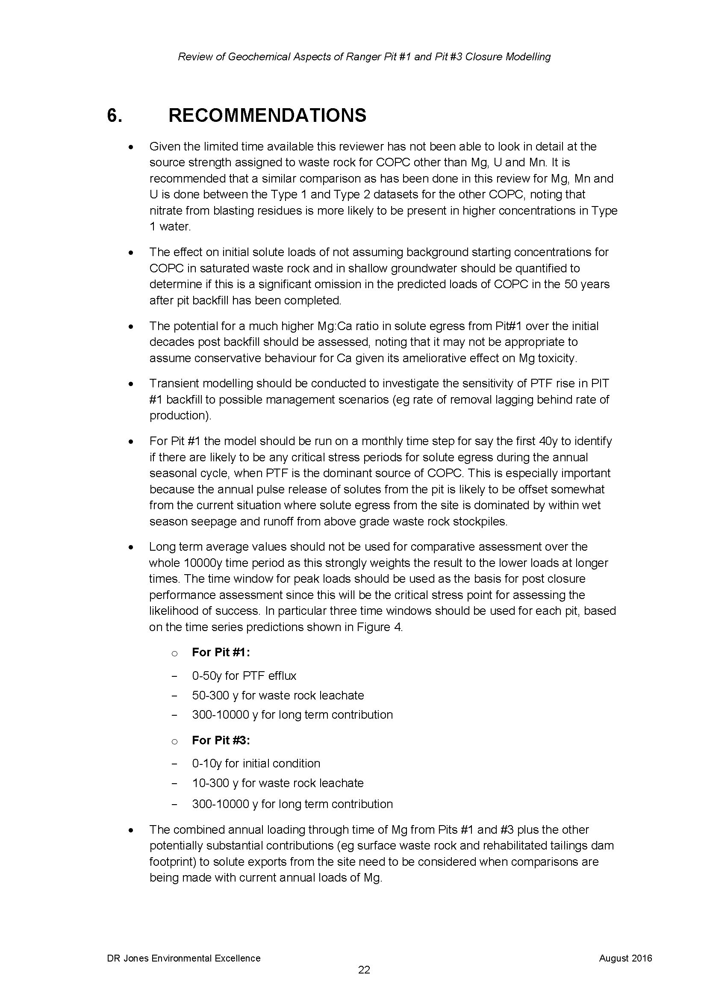 Review of Geochemical Aspects of Ranger Pit #1 and Pit #3 Closure Modelling
6. RECOMMENDATIONS
• Given the limited time available this reviewer has not been able to look in detail at the
source strength assigned to waste rock for COPC other than Mg, U and Mn. It is
recommended that a similar comparison as has been done in this review for Mg, Mn and
U is done between the Type 1 and Type 2 datasets for the other COPC, noting that
nitrate from blasting residues is more likely to be present in higher concentrations in Type
1 water.
• The effect on initial solute loads of not assuming background starting concentrations for
COPC in saturated waste rock and in shallow groundwater should be quantified to
determine if this is a significant omission in the predicted loads of COPC in the 50 years
after pit backfill has been completed.
• The potential for a much higher Mg:Ca ratio in solute egress from Pit#1 over the initial
decades post backfill should be assessed, noting that it may not be appropriate to
assume conservative behaviour for Ca given its ameliorative effect on Mg toxicity.
• Transient modelling should be conducted to investigate the sensitivity of PTF rise in PIT
#1 backfill to possible management scenarios (eg rate of removal lagging behind rate of
production).
• For Pit #1 the model should be run on a monthly time step for say the first 40y to identify
if there are likely to be any critical stress periods for solute egress during the annual
seasonal cycle, when PTF is the dominant source of COPC. This is especially important
because the annual pulse release of solutes from the pit is likely to be offset somewhat
from the current situation where solute egress from the site is dominated by within wet
season seepage and runoff from above grade waste rock stockpiles.
• Long term average values should not be used for comparative assessment over the
whole 10000y time period as this strongly weights the result to the lower loads at longer
times. The time window for peak loads should be used as the basis for post closure
performance assessment since this will be the critical stress point for assessing the
likelihood of success. In particular three time windows should be used for each pit, based
on the time series predictions shown in Figure 4.
o For Pit #1:
− 0-50y for PTF efflux
− 50-300 y for waste rock leachate
− 300-10000 y for long term contribution
o For Pit #3:
− 0-10y for initial condition
− 10-300 y for waste rock leachate
− 300-10000 y for long term contribution
• The combined annual loading through time of Mg from Pits #1 and #3 plus the other
potentially substantial contributions (eg surface waste rock and rehabilitated tailings dam
footprint) to solute exports from the site need to be considered when comparisons are
being made with current annual loads of Mg.
DR Jones Environmental Excellence August 2016
22